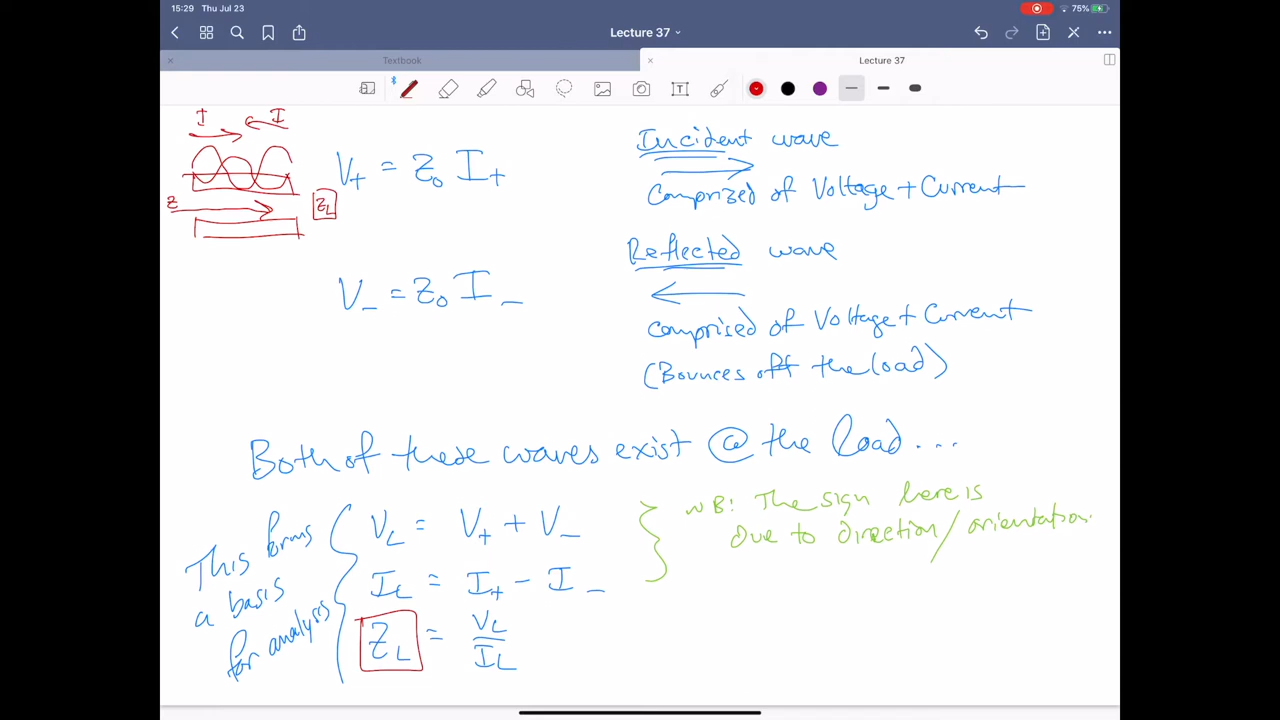 15:29 Thu Jul 23
75%
Lecture 37
Textbook
Lecture 37
I I
Z
ZL
V+ = Z0 I+
Incident wave
Comprized of Voltage + Current
V- = Z0 I-
Reflected wave
comprised of Voltage + Current
(Bounces off the load)
Both of these waves exist @ the load ...
This forms
a basis
for analysis
VL = V+ + V-
IL = I+ - I-
ZL = VL / IL
NB: The sign here is
due to direction/orientation.